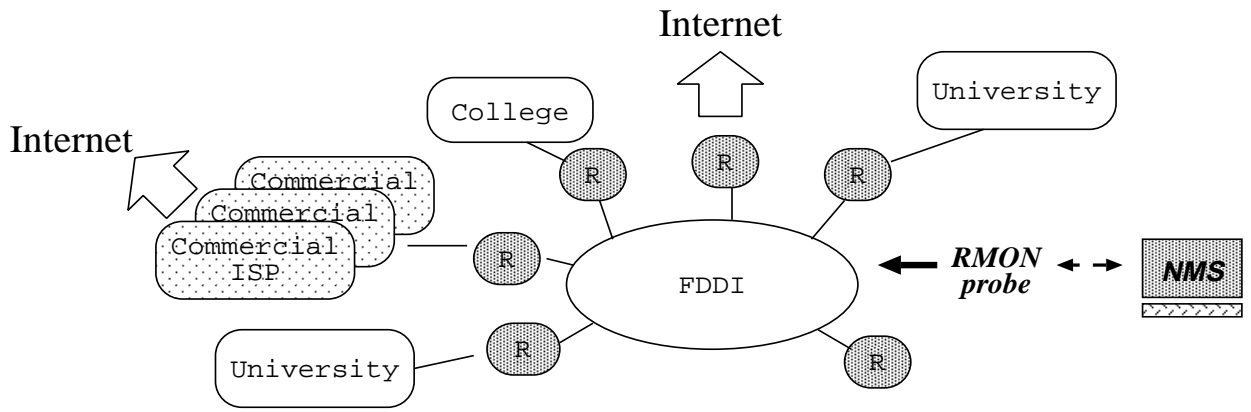 Internet
University
College
Internet
R
R
R
Commercial
Commercial
Commercial
ISP
R
FDDI
RMON
probe
NMS
University
R
R